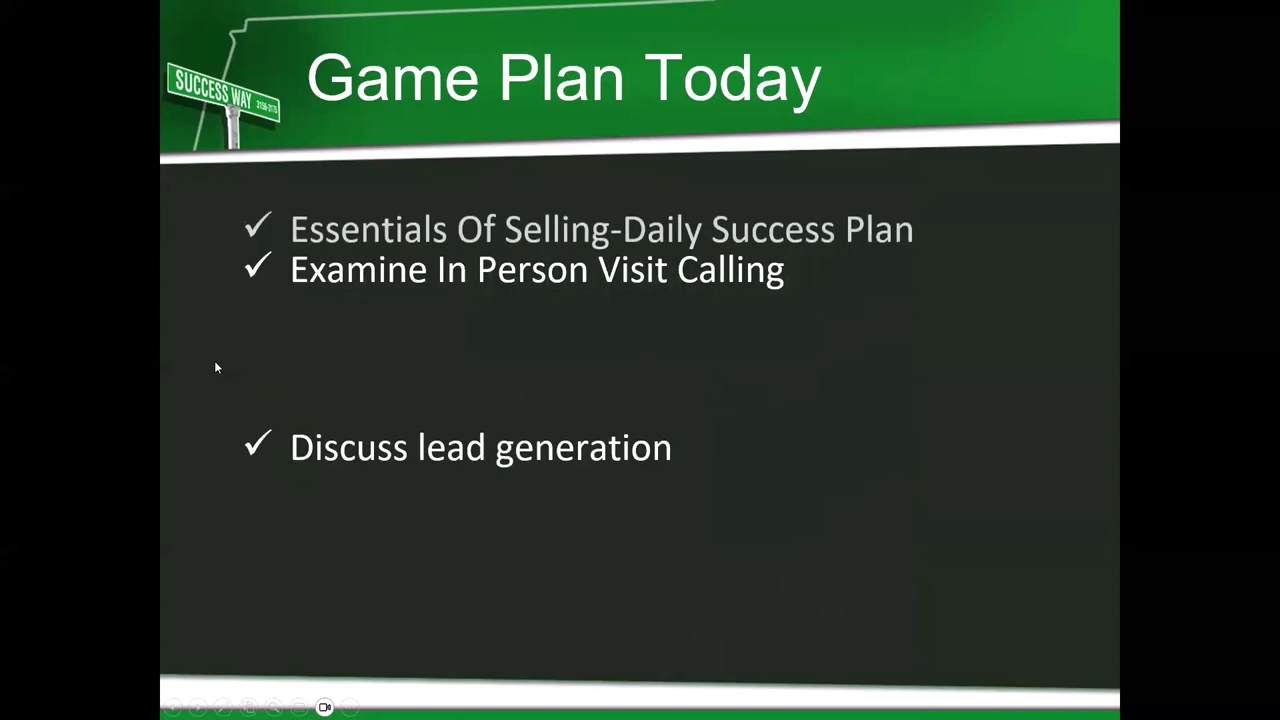 Game Plan Today
SUCCESS WAY
✓ Essentials Of Selling-Daily Success Plan
✓ Examine In Person Visit Calling
✓ Discuss lead generation